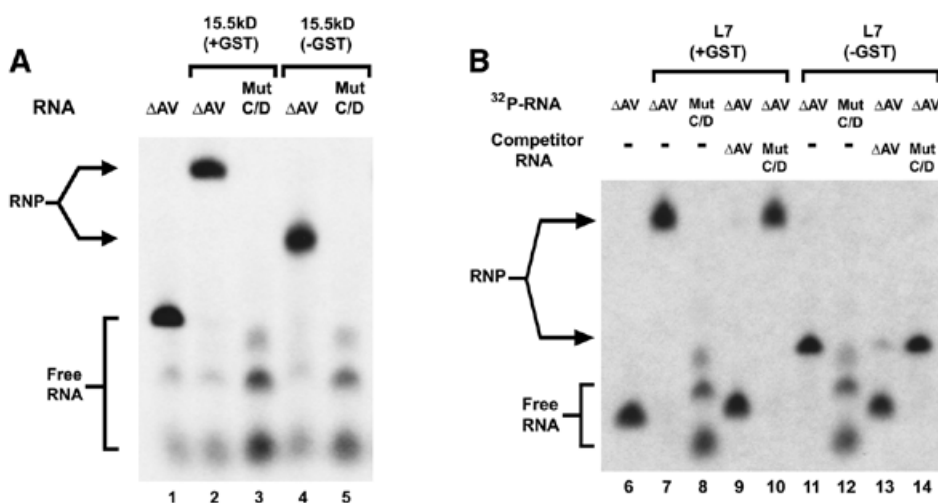 A
15.5kD (+GST)
15.5kD (-GST)
RNA
ΔAV
ΔAV
Mut C/D
ΔAV
Mut C/D
RNP
Free RNA
1 2 3 4 5
B
L7 (+GST)
L7 (-GST)
32P-RNA
ΔAV ΔAV Mut C/D ΔAV ΔAV ΔAV Mut C/D ΔAV ΔAV
Competitor RNA
- - - ΔAV Mut C/D - - ΔAV Mut C/D
RNP
Free RNA
6 7 8 9 10 11 12 13 14